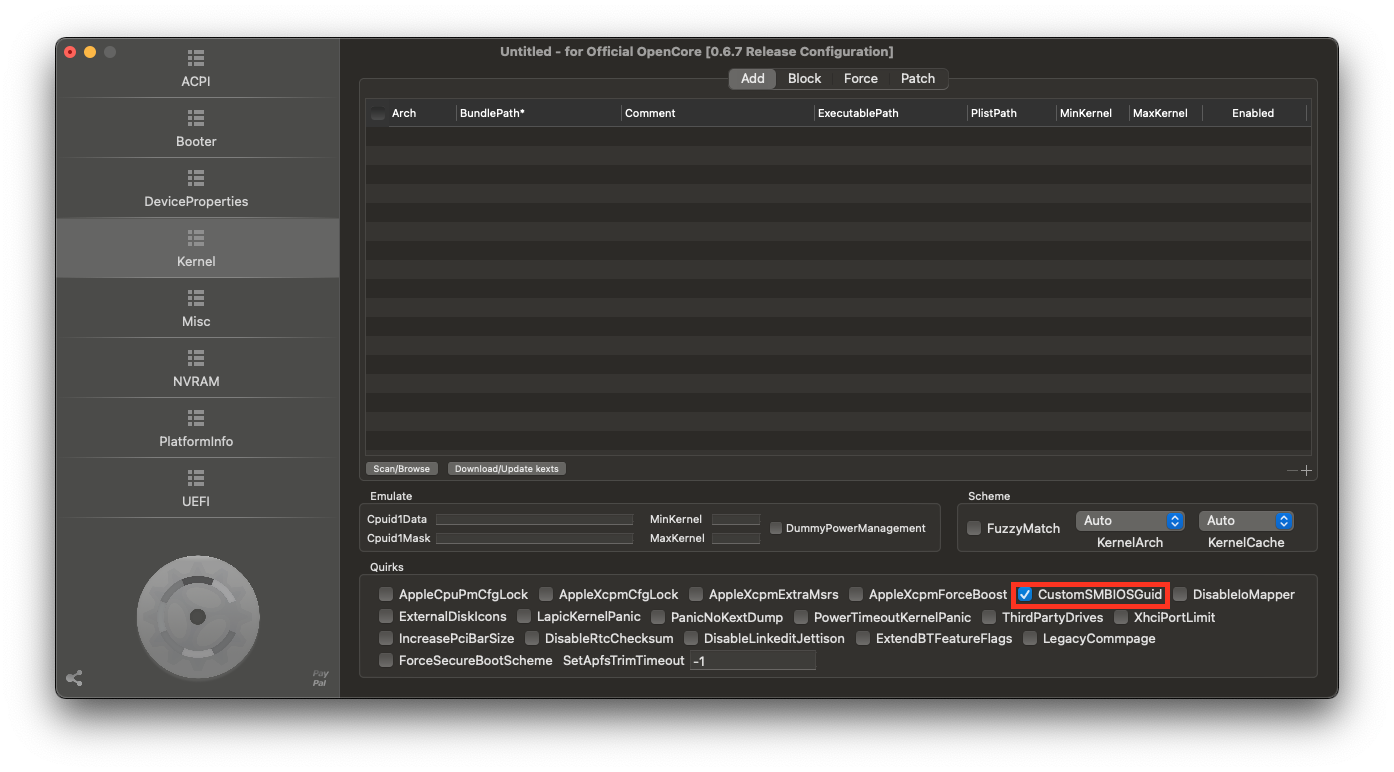 Untitled - for Official OpenCore [0.6.7 Release Configuration]
ACPI
Booter
DeviceProperties
Kernel
Misc
NVRAM
PlatformInfo
UEFI
Pay
Pal
Add Block Force Patch
Arch BundlePath* Comment ExecutablePath PlistPath MinKernel MaxKernel Enabled
Scan/Browse Download/Update kexts
Emulate
Cpuid1Data MinKernel
Cpuid1Mask MaxKernel
DummyPowerManagement
Scheme
FuzzyMatch Auto Auto
KernelArch KernelCache
Quirks
AppleCpuPmCfgLock AppleXcpmCfgLock AppleXcpmExtraMsrs AppleXcpmForceBoost CustomSMBIOSGuid DisableIoMapper
ExternalDiskIcons LapicKernelPanic PanicNoKextDump PowerTimeoutKernelPanic ThirdPartyDrives XhciPortLimit
IncreasePciBarSize DisableRtcChecksum DisableLinkeditJettison ExtendBTFeatureFlags LegacyCommpage
ForceSecureBootScheme SetApfsTrimTimeout -1